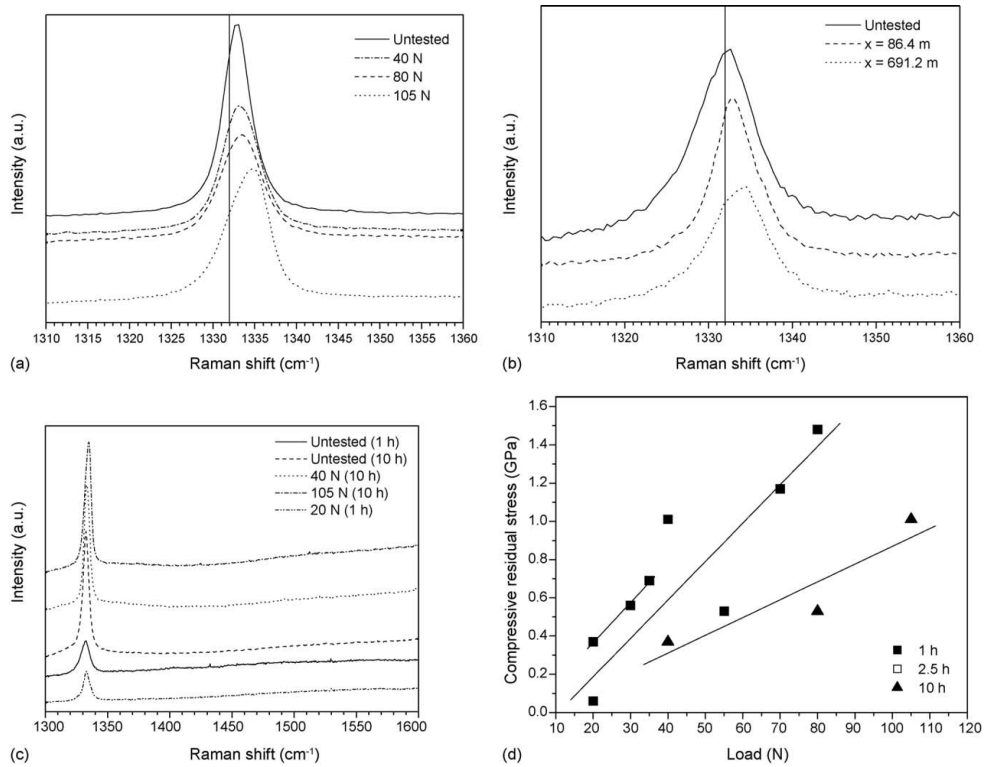 Untested
40 N
80 N
105 N
Intensity (a.u.)
1310 1315 1320 1325 1330 1335 1340 1345 1350 1355 1360
(a)
Raman shift (cm⁻¹)
Untested
x = 86.4 m
x = 691.2 m
Intensity (a.u.)
1310 1320 1330 1340 1350 1360
(b)
Raman shift (cm⁻¹)
Untested (1 h)
Untested (10 h)
40 N (10 h)
105 N (10 h)
20 N (1 h)
Intensity (a.u.)
1300 1350 1400 1450 1500 1550 1600
(c)
Raman shift (cm⁻¹)
Compressive residual stress (GPa)
1.6
1.4
1.2
1.0
0.8
0.6
0.4
0.2
0.0
1 h
2.5 h
10 h
10 20 30 40 50 60 70 80 90 100 110 120
(d)
Load (N)